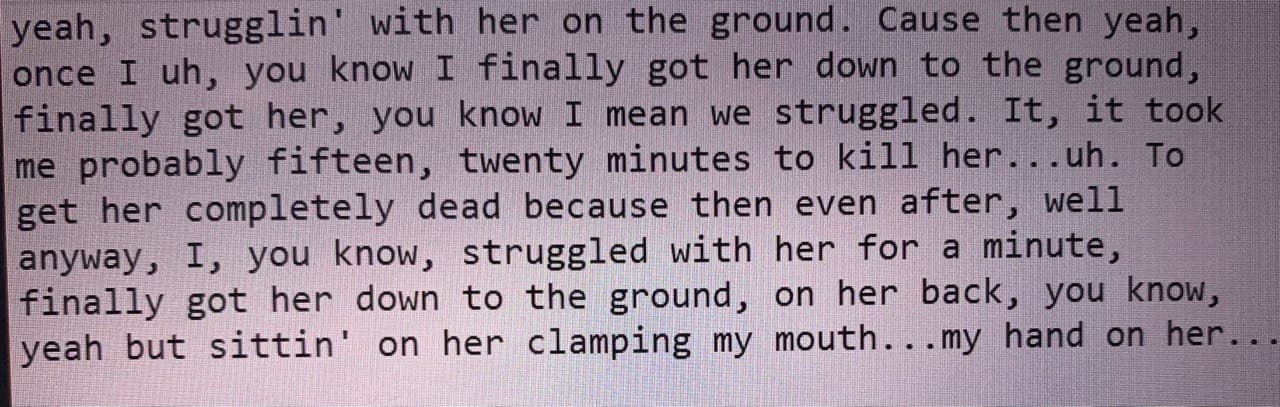 yeah, strugglin' with her on the ground. Cause then yeah,
once I uh, you know I finally got her down to the ground,
finally got her, you know I mean we struggled. It, it took
me probably fifteen, twenty minutes to kill her...uh. To
get her completely dead because then even after, well
anyway, I, you know, struggled with her for a minute,
finally got her down to the ground, on her back, you know,
yeah but sittin' on her clamping my mouth...my hand on her...